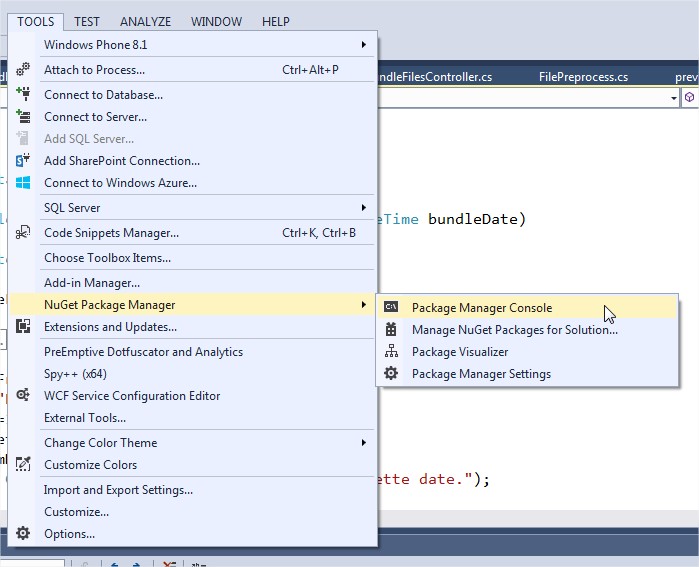 TOOLS TEST ANALYZE WINDOW HELP
Windows Phone 8.1
Attach to Process... Ctrl+Alt+P
ndleFilesController.cs FilePreprocess.cs prev
Connect to Database...
Connect to Server...
Add SQL Server...
Add SharePoint Connection...
Connect to Windows Azure...
SQL Server
eTime bundleDate)
Code Snippets Manager... Ctrl+K, Ctrl+B
Choose Toolbox Items...
Add-in Manager...
NuGet Package Manager
Package Manager Console
Extensions and Updates...
Manage NuGet Packages for Solution...
PreEmptive Dotfuscator and Analytics
Package Visualizer
Spy++ (x64)
Package Manager Settings
WCF Service Configuration Editor
External Tools...
Change Color Theme
Customize Colors
ette date.");
Import and Export Settings...
Customize...
Options...